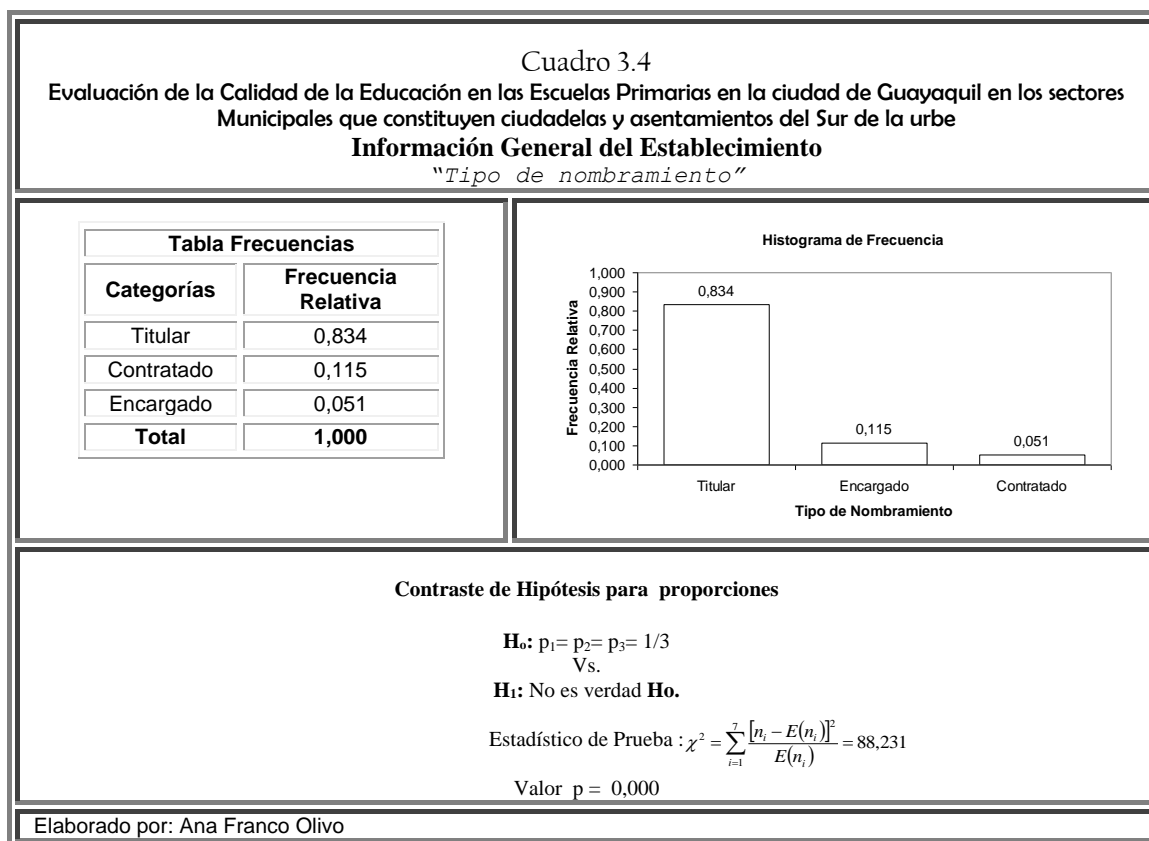 Cuadro 3.4
Evaluación de la Calidad de la Educación en las Escuelas Primarias en la ciudad de Guayaquil en los sectores
Municipales que constituyen ciudadelas y asentamientos del Sur de la urbe
Información General del Establecimiento
"Tipo de nombramiento"
Tabla Frecuencias
Categorías Frecuencia Relativa
Titular 0,834
Contratado 0,115
Encargado 0,051
Total 1,000
Histograma de Frecuencia
Frecuencia Relativa
1,000
0,900
0,800
0,700
0,600
0,500
0,400
0,300
0,200
0,100
0,000
0,834
0,115
0,051
Titular Encargado Contratado
Tipo de Nombramiento
Contraste de Hipótesis para proporciones
Ho: p1= p2= p3= 1/3
Vs.
H1: No es verdad Ho.
Estadístico de Prueba : χ² = ∑_{i=1}^{7} [n_i − E(n_i)]² / E(n_i) = 88,231
Valor p = 0,000
Elaborado por: Ana Franco Olivo